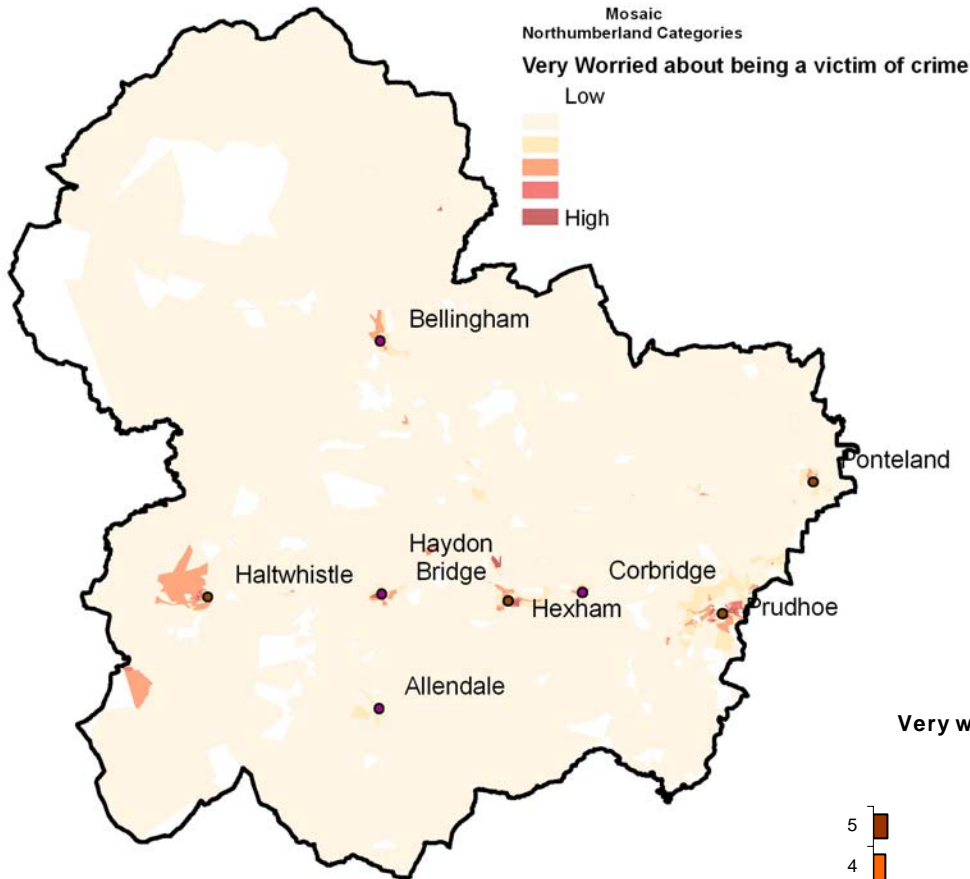 Mosaic
Northumberland Categories
Very Worried about being a victim of crime
Low
High
Bellingham
Ponteland
Haydon
Bridge
Haltwhistle
Corbridge
Hexham
Prudhoe
Allendale
Very w
5
4